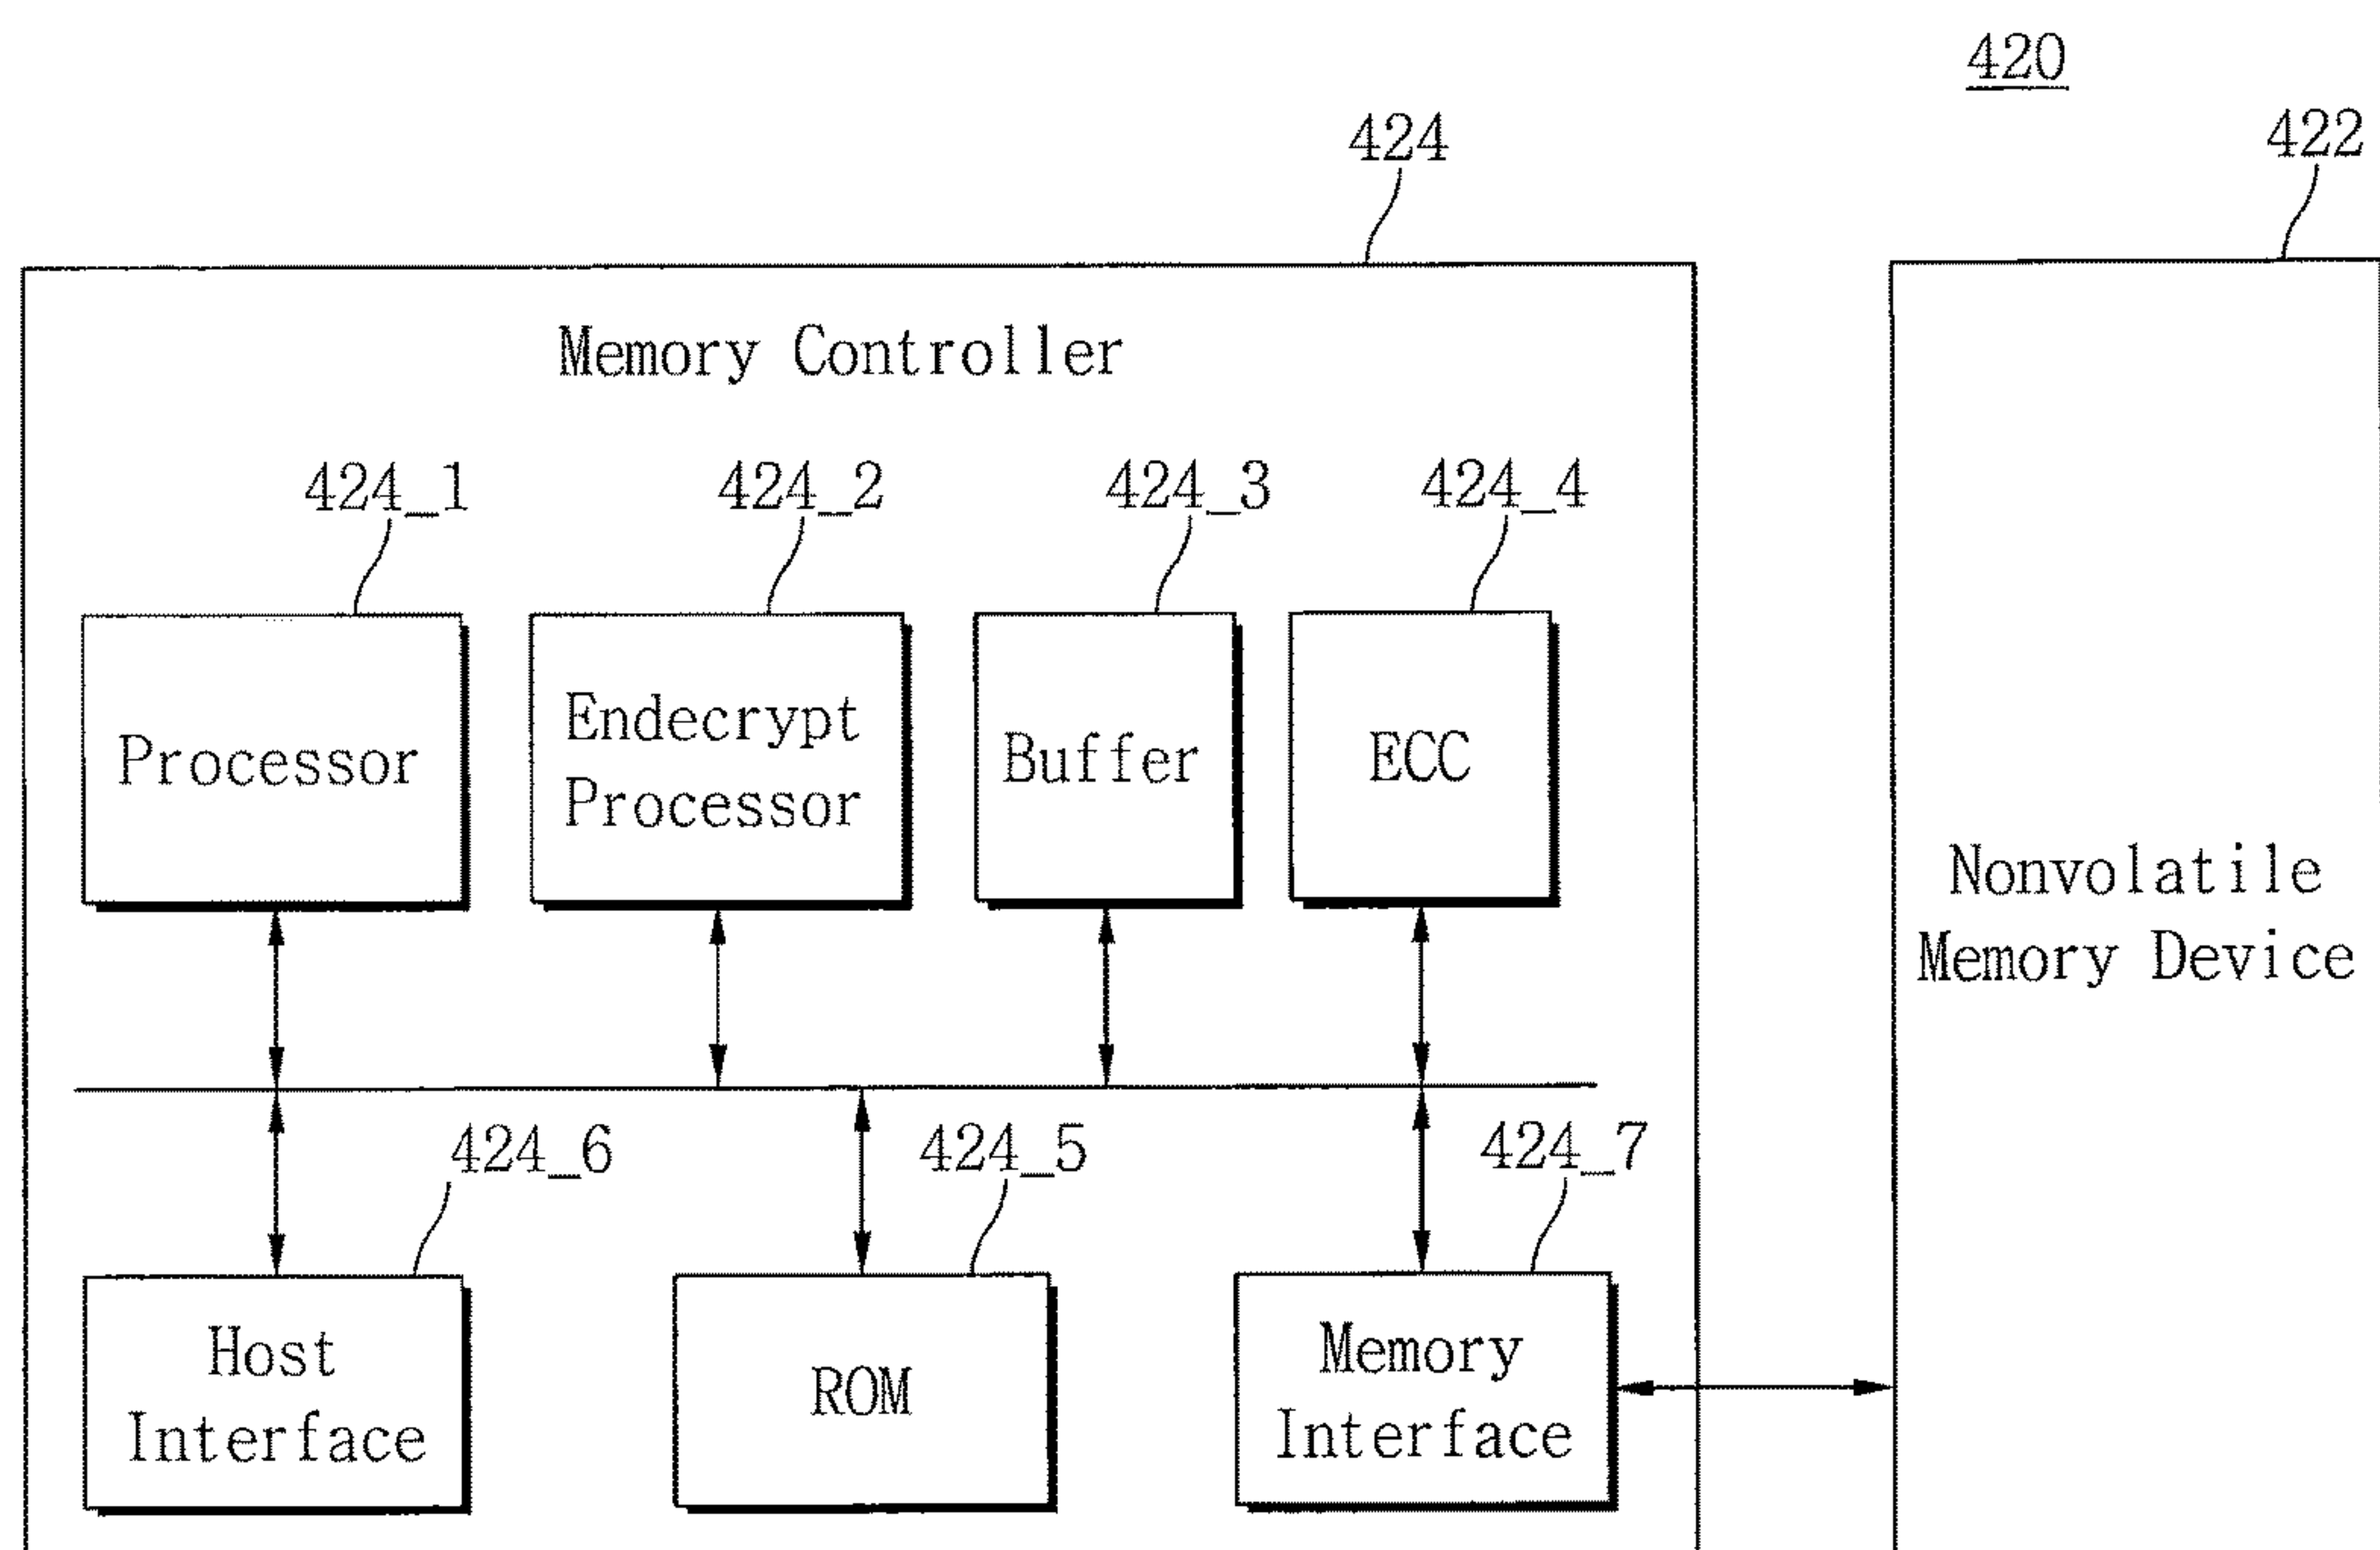 420
424
422
Memory Controller
424_1
424_2
424_3
424_4
Processor
Endecrypt
Processor
Buffer
ECC
Nonvolatile
Memory Device
424_6
424_5
424_7
Host
Interface
ROM
Memory
Interface